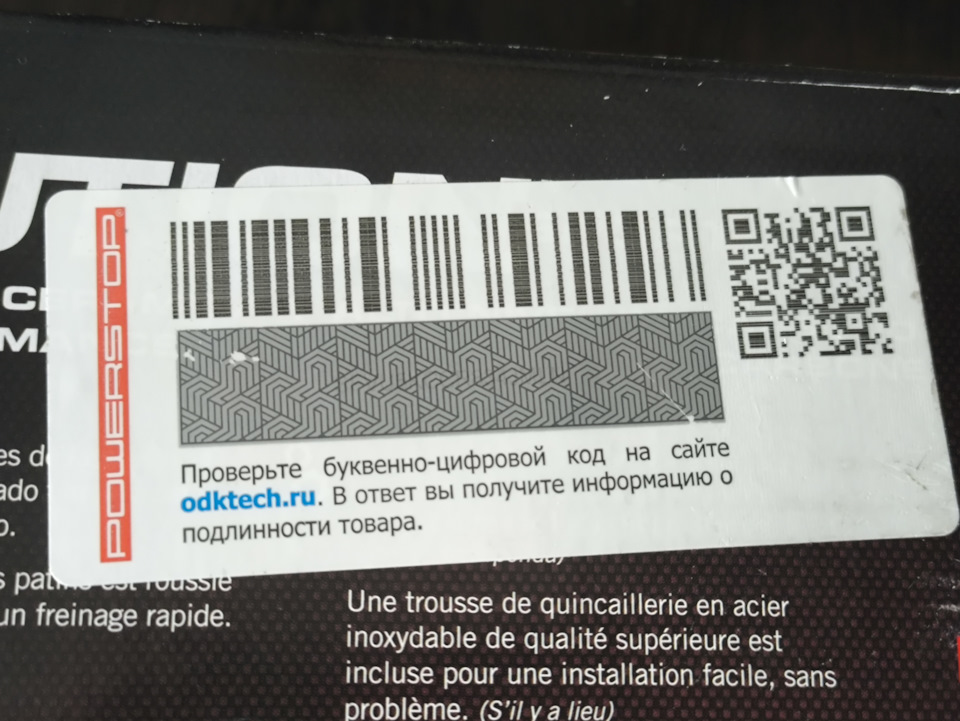 POWERSTOP®
Проверьте буквенно-цифровой код на сайте
odktech.ru. В ответ вы получите информацию о
подлинности товара.
un freinage rapide.
Une trousse de quincaillerie en acier
inoxydable de qualité supérieure est
incluse pour une installation facile, sans
problème. (S'il y a lieu)